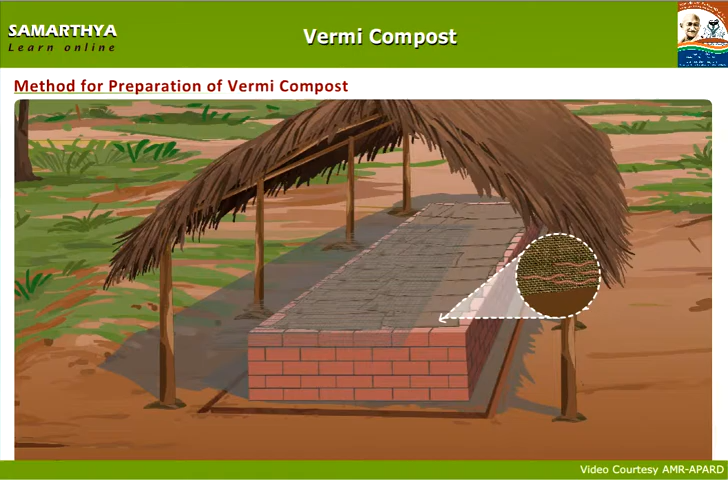 SAMARTHYA
Learn online
Vermi Compost
Method for Preparation of Vermi Compost
Video Courtesy AMR-APARD